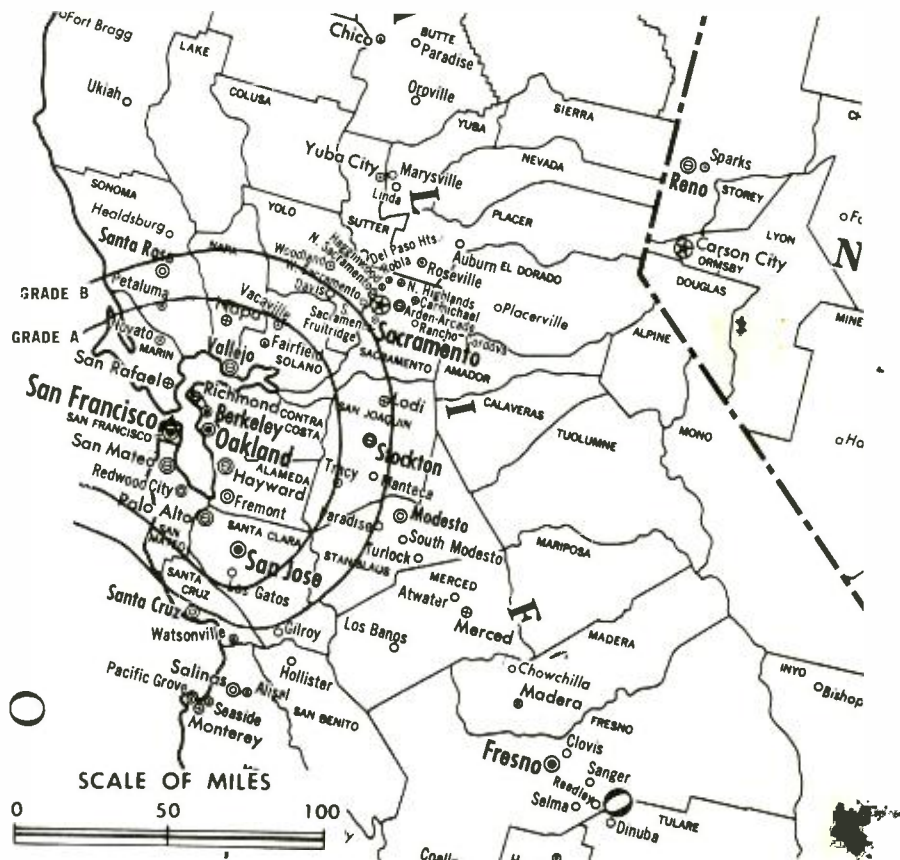 Fort Bragg
Ukiah
LAKE
Chico
BUTTE
Paradise
Oroville
COLUSA
YUBA
SIERRA
NEVADA
Yuba City
Marysville
Linda
Sparks
Reno
STOREY
SONOMA
Healdsburg
Santa Rosa
YOLO
SUTTER
PLACER
LYON
N
Carson City
ORMSBY
DOUGLAS
NAPA
Woodland
Del Paso Hts
Robla
Auburn
EL DORADO
Roseville
GRADE B
Petaluma
Vacaville
Napa
Davis
N. Sacramento
N. Highlands
Carmichael
Arden-Arcade
Rancho Cordova
Placerville
Fruitridge
Sacramento
GRADE A
Novato
MARIN
Vallejo
Fairfield
SOLANO
SACRAMENTO
AMADOR
ALPINE
MINE
San Rafael
San Francisco
SAN FRANCISCO
Richmond
Berkeley
Oakland
CONTRA
COSTA
Lodi
SAN JOAQUIN
L
I
CALAVERAS
TUOLUMNE
MONO
San Mateo
Redwood City
Palo Alto
ALAMEDA
Hayward
Fremont
Tracy
Stockton
Manteca
SAN
MATEO
SANTA CLARA
San Jose
Los Gatos
Paradise
Modesto
South Modesto
Turlock
STANISLAUS
MERCED
MARIPOSA
SANTA
CRUZ
Santa Cruz
Watsonville
Gilroy
Los Banos
Atwater
Merced
F
MADERA
Hollister
Salinas
Alisal
Pacific Grove
Seaside
Monterey
SAN BENITO
Chowchilla
Madera
INYO
Bishop
O
FRESNO
Fresno
Clovis
Sanger
Reedley
Selma
Dinuba
TULARE
SCALE OF MILES
0 50 100